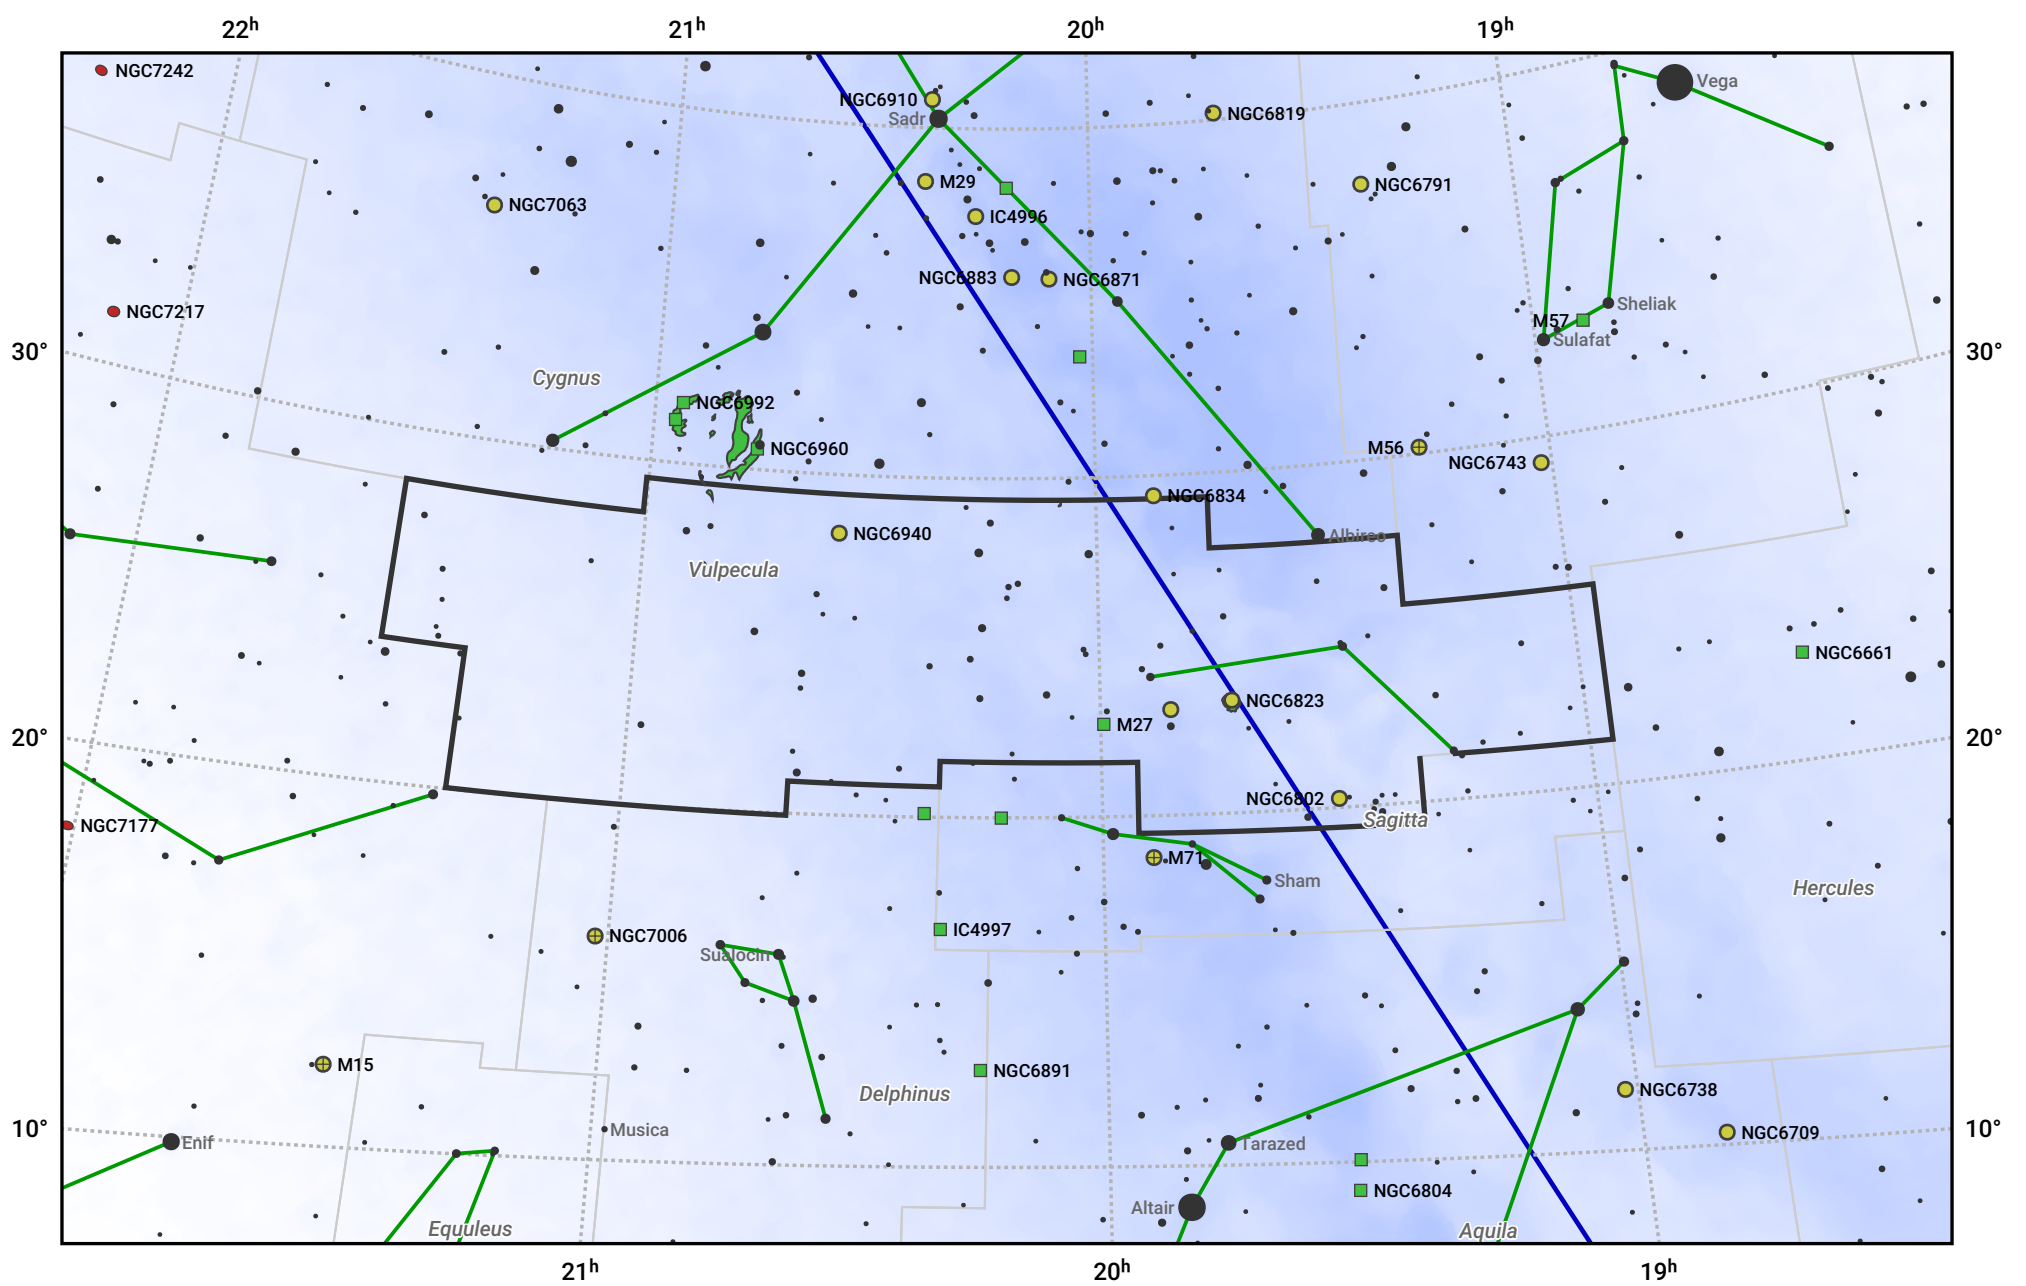 22h 21h 20h 19h
NGC7242
Vega
NGC6910
Sadr
NGC6819
M29
NGC6791
NGC7063
IC4996
NGC6883
NGC6871
NGC7217
Sheliak
M57
Sulafat
30° 30°
Cygnus
NGC6992
NGC6960
M56
NGC6743
NGC6834
NGC6940
Albireo
Vulpecula
NGC6661
NGC6823
M27
20° 20°
NGC6802
Sagitta
NGC7177
M71
Sham
Hercules
IC4997
NGC7006
Sualocin
M15
NGC6891
Delphinus
NGC6738
10° 10°
Musica
NGC6709
Enif
Tarazed
NGC6804
Altair
Equuleus
Aquila
21h 20h 19h